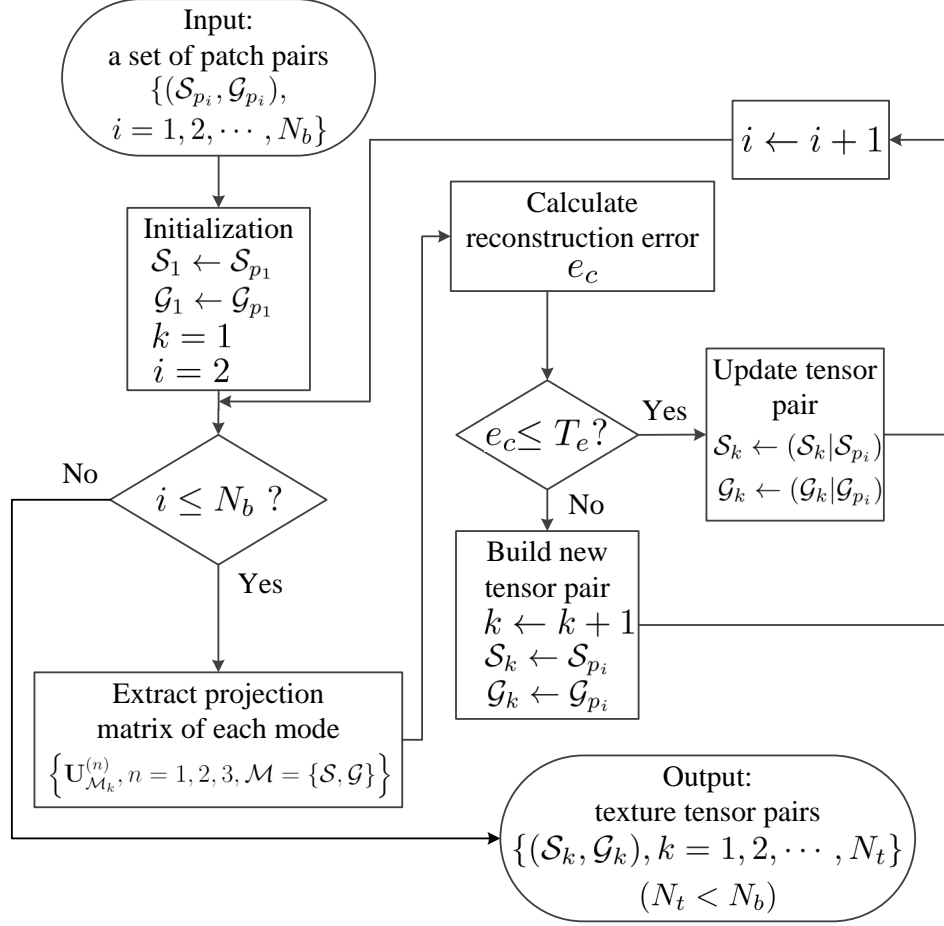 Input:
a set of patch pairs
{(𝒮_{p_i}, 𝒢_{p_i}),
i = 1, 2, ⋯ , N_b}
Initialization
𝒮_1 ← 𝒮_{p_1}
𝒢_1 ← 𝒢_{p_1}
k = 1
i = 2
i ≤ N_b ?
No
Yes
Extract projection
matrix of each mode
{U^{(n)}_{ℳ_k}, n = 1, 2, 3, ℳ = {𝒮, 𝒢}}
Calculate
reconstruction error
e_c
e_c ≤ T_e?
Yes
No
Update tensor
pair
𝒮_k ← (𝒮_k|𝒮_{p_i})
𝒢_k ← (𝒢_k|𝒢_{p_i})
Build new
tensor pair
k ← k + 1
𝒮_k ← 𝒮_{p_i}
𝒢_k ← 𝒢_{p_i}
i ← i + 1
Output:
texture tensor pairs
{(𝒮_k, 𝒢_k), k = 1, 2, ⋯ , N_t}
(N_t < N_b)